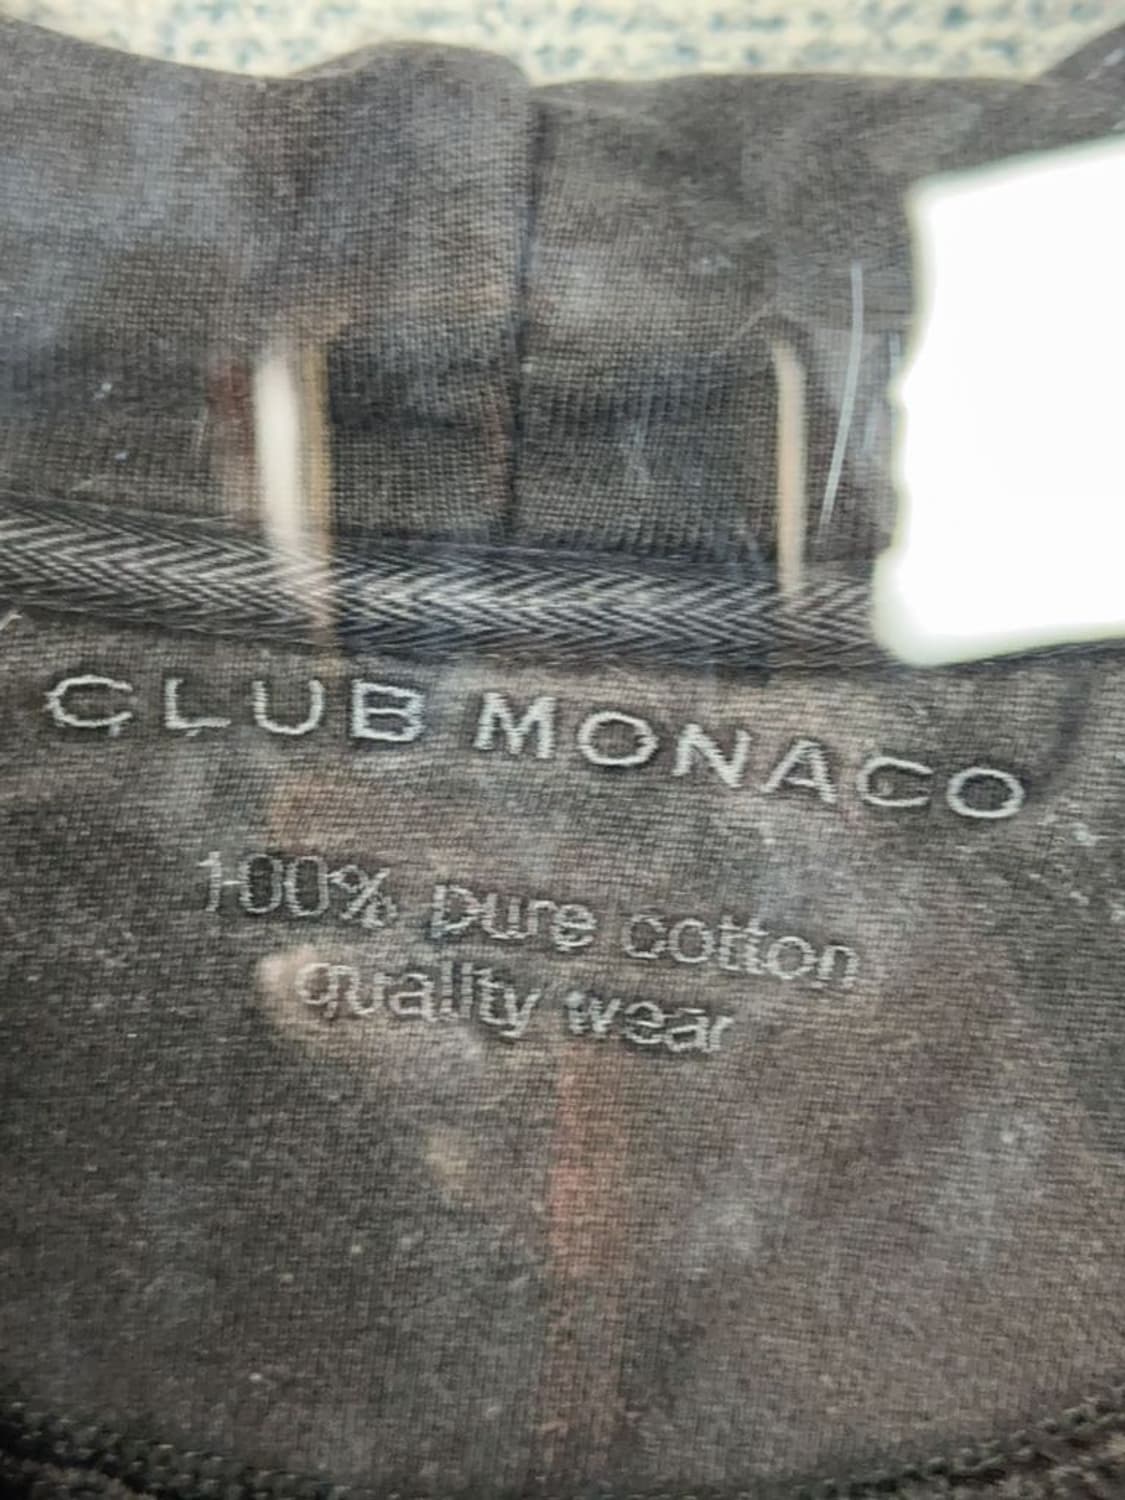 CLUB MONACO
100% pure cotton
quality wear